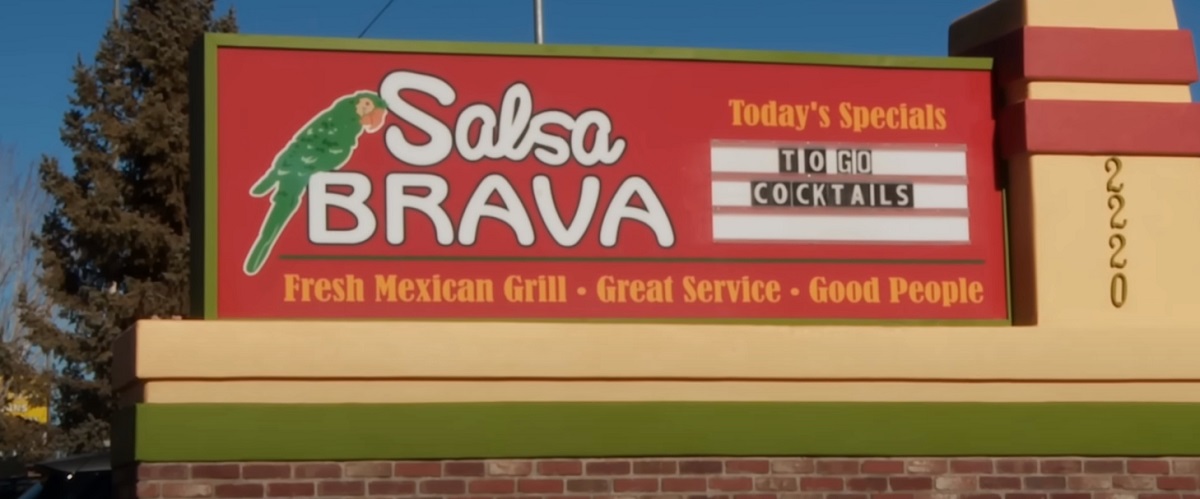 Salsa
BRAVA
Today's Specials
TO GO
COCKTAILS
Fresh Mexican Grill • Great Service • Good People
2220